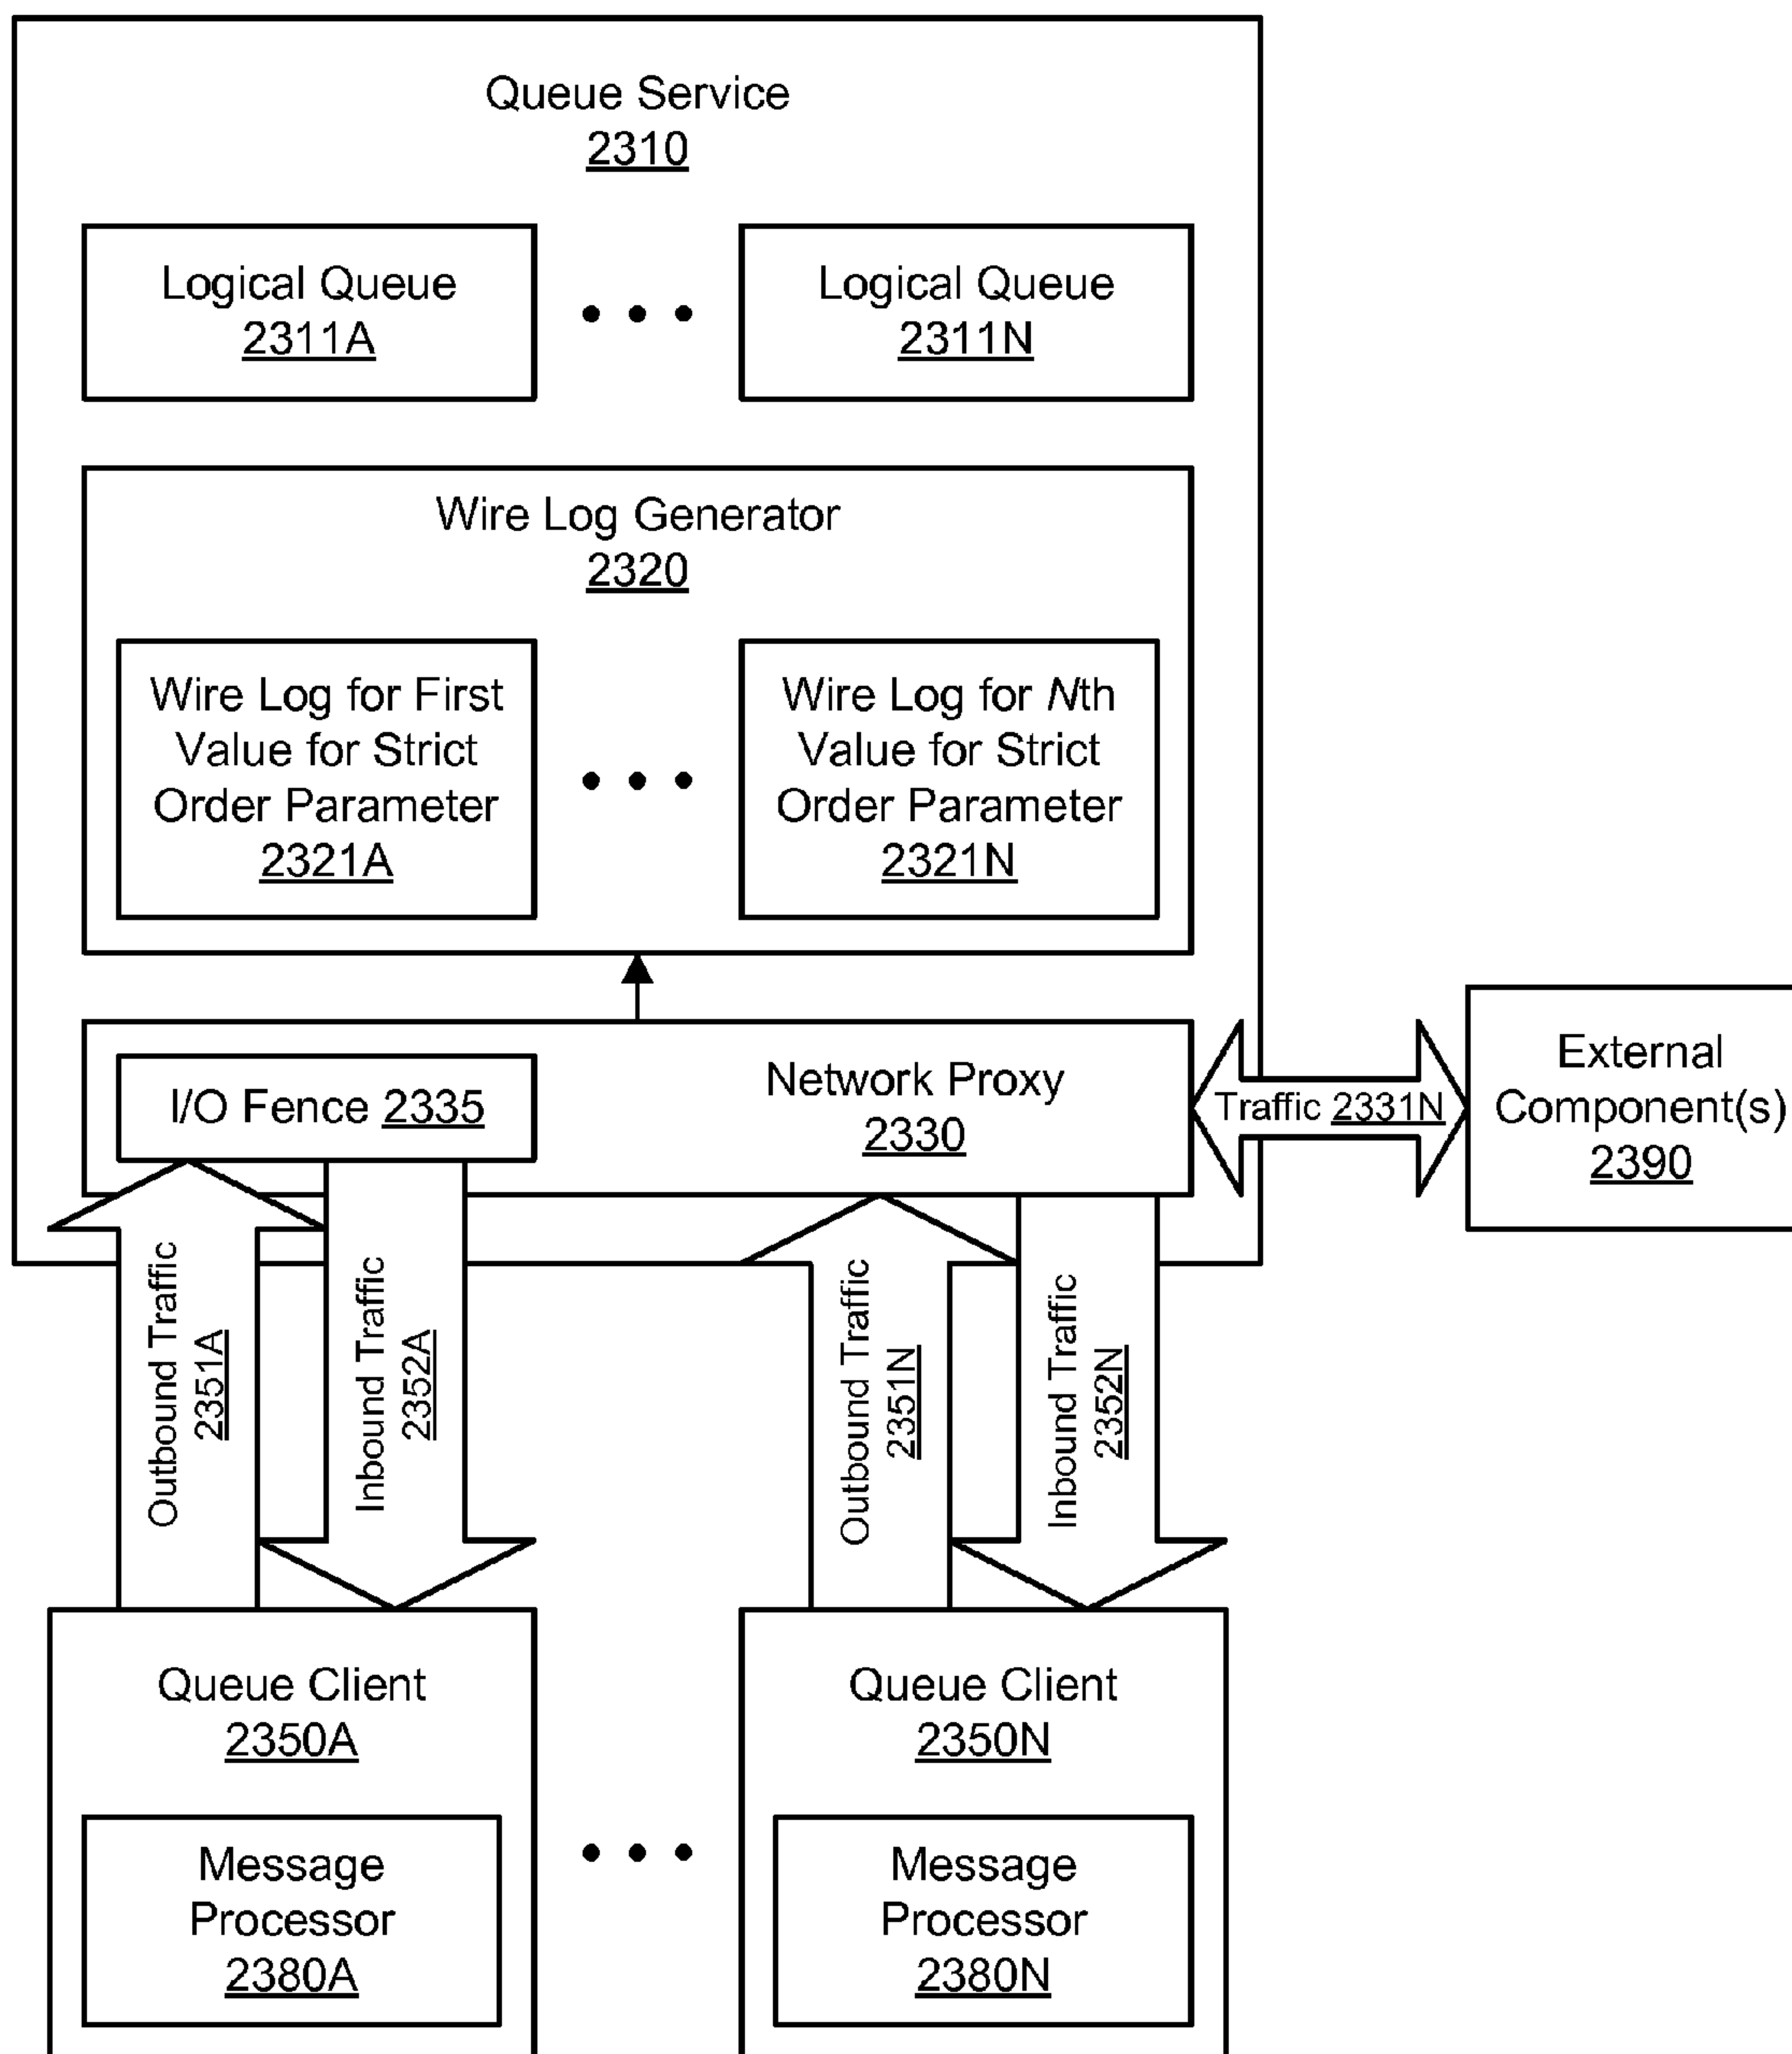 Queue Service
2310
Logical Queue
2311A
Logical Queue
2311N
Wire Log Generator
2320
Wire Log for First
Value for Strict
Order Parameter
2321A
Wire Log for Nth
Value for Strict
Order Parameter
2321N
I/O Fence 2335
Network Proxy
2330
Traffic 2331N
External
Component(s)
2390
Outbound Traffic
2351A
Inbound Traffic
2352A
Outbound Traffic
2351N
Inbound Traffic
2352N
Queue Client
2350A
Message
Processor
2380A
Queue Client
2350N
Message
Processor
2380N